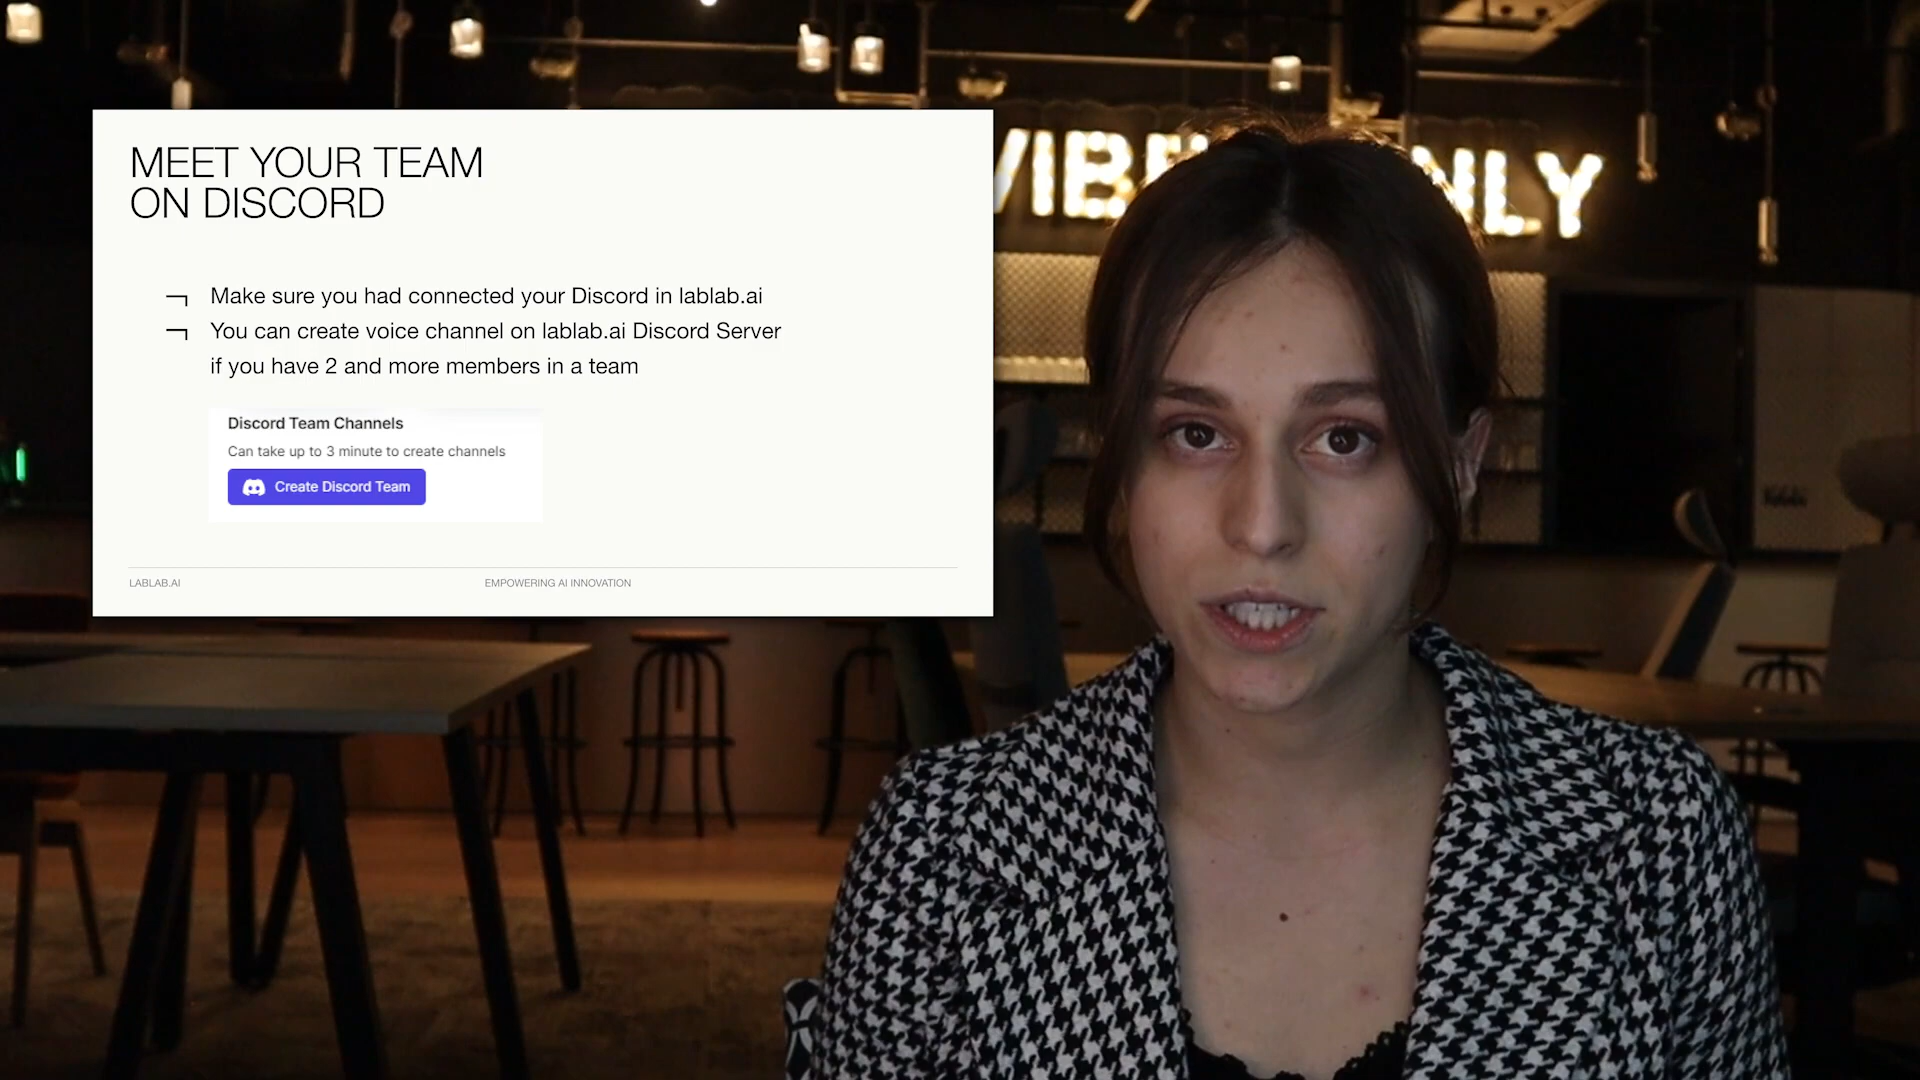 MEET YOUR TEAM
ON DISCORD
Make sure you had connected your Discord in lablab.ai
You can create voice channel on lablab.ai Discord Server
if you have 2 and more members in a team
Discord Team Channels
Can take up to 3 minute to create channels
Create Discord Team
LABLAB.AI
EMPOWERING AI INNOVATION